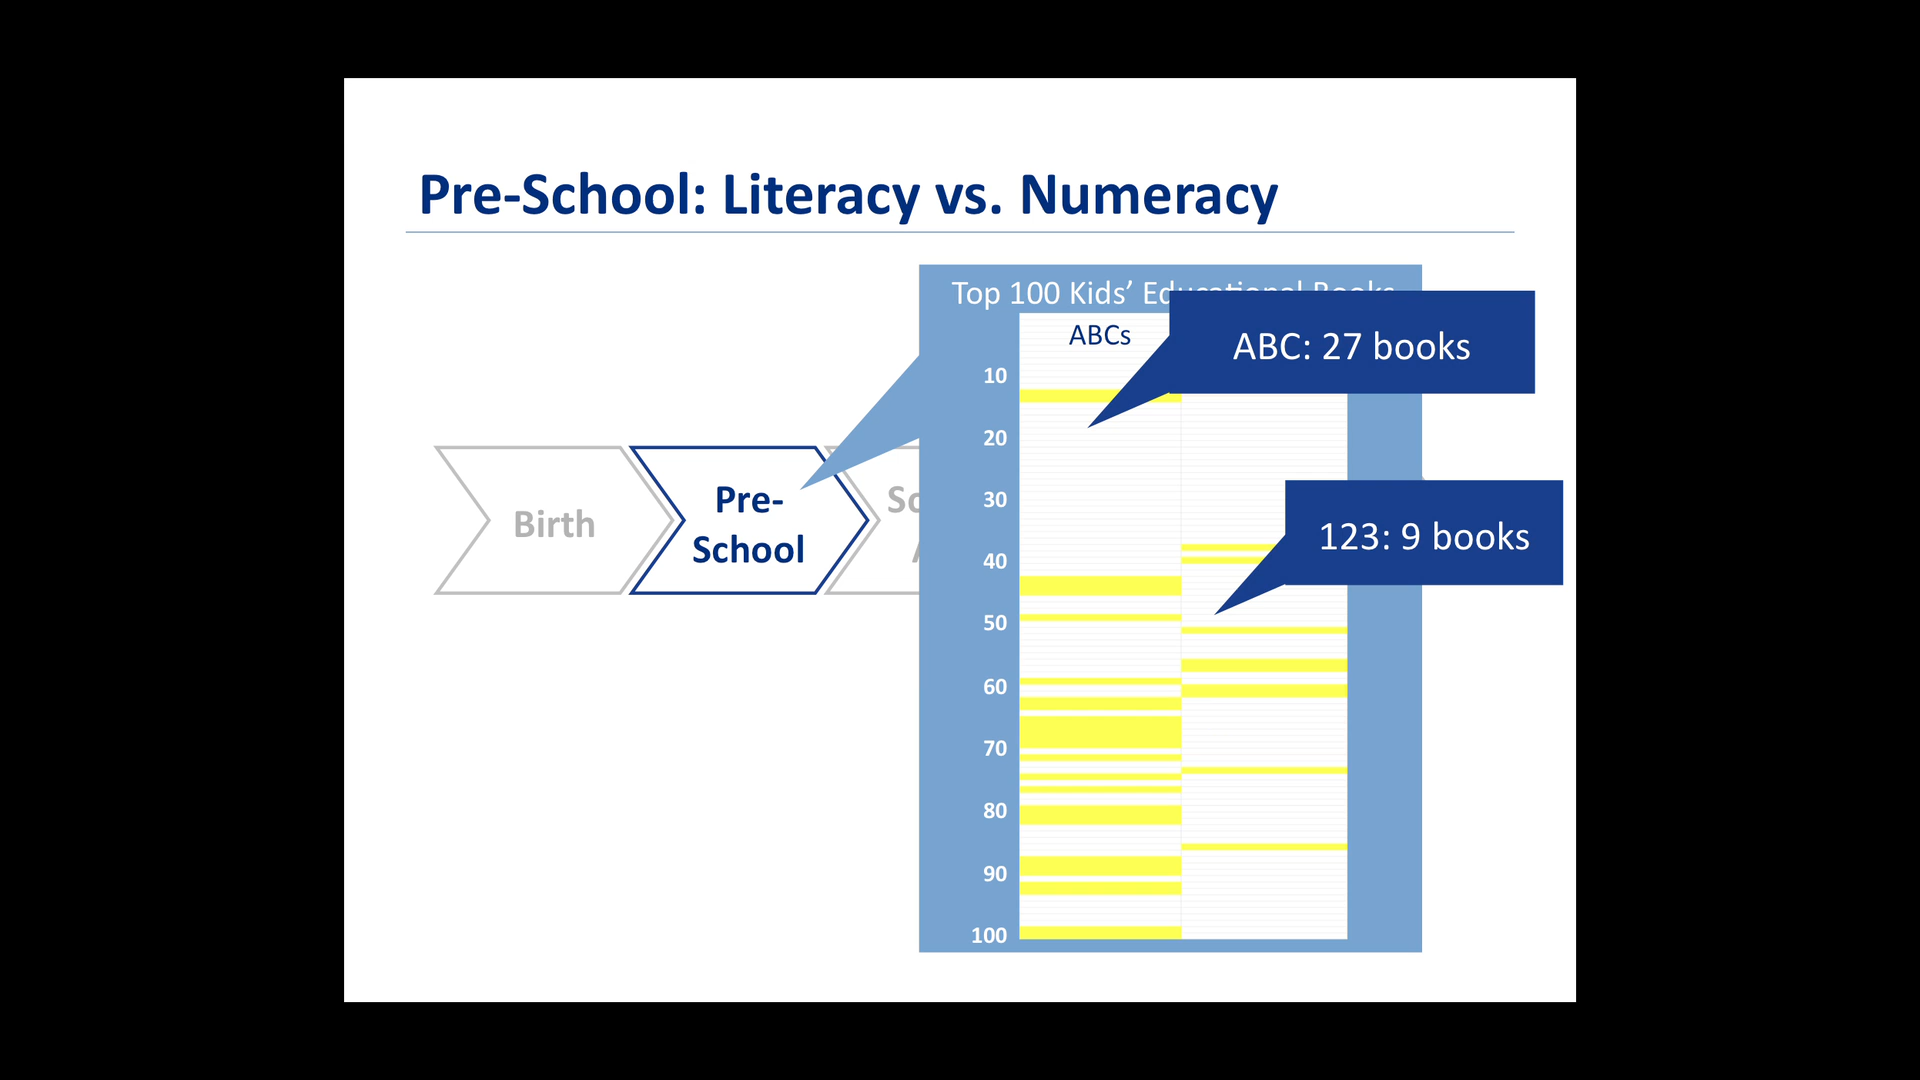 Pre-School: Literacy vs. Numeracy
Top 100 Kids’
ABCs
ABC: 27 books
10
20
30
40
50
60
70
80
90
100
123: 9 books
Birth
Pre-
School